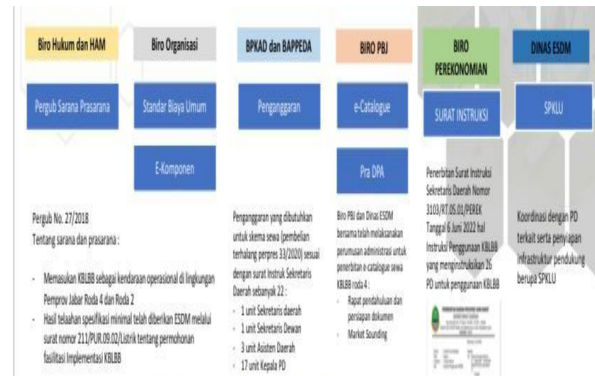 Biro Hukum dan HAM
Pergub Sarana Prasarana
Biro Organisasi
Standar Biaya Umum
E-Komponen
Pergub No. 27/2018
Tentang sarana dan prasarana :
- Memasukan KBLBB sebagai kendaraan operasional di lingkungan
Pemprov Jabar Roda 4 dan Roda 2
- Hasil telaahan spesifikasi minimal telah diberikan ESDM melalui
surat nomor 211/PUR.09.02/Listrik tentang permohonan
fasilitasi Implementasi KBLBB
BPKAD dan BAPPEDA
Penganggaran
Penganggaran yang dibutuhkan
untuk skema sewa (pembelian
terhalang perpres 33/2020) sesuai
dengan surat Instruk Sekretaris
Daerah sebanyak 22 :
- 1 unit Sekretaris daerah
- 1 unit Sekretaris Dewan
- 3 unit Asisten Daerah
- 17 unit Kepala PD
BIRO PBJ
e-Catalogue
Pra DPA
Biro PBJ dan Dinas ESDM
bersama telah melaksanakan
perumusan administrasi untuk
penerbitan e catalogue sewa
KBLBB roda 4 :
- Rapat pendahuluan dan
persiapan dokumen
- Market Sounding
BIRO
PEREKONOMIAN
SURAT INSTRUKSI
Penerbitan Surat Instruksi
Sekretaris Daerah Nomor
3103/RT.05.01/PEREK
Tanggal 6 Juni 2022 hal
Instruksi Penggunaan KBLBB
yang menginstruksikan 26
PD untuk penggunaan KBLBB
DINAS ESDM
SPKLU
Koordinasi dengan PD
terkait serta penyiapan
infrastruktur pendukung
berupa SPKLU